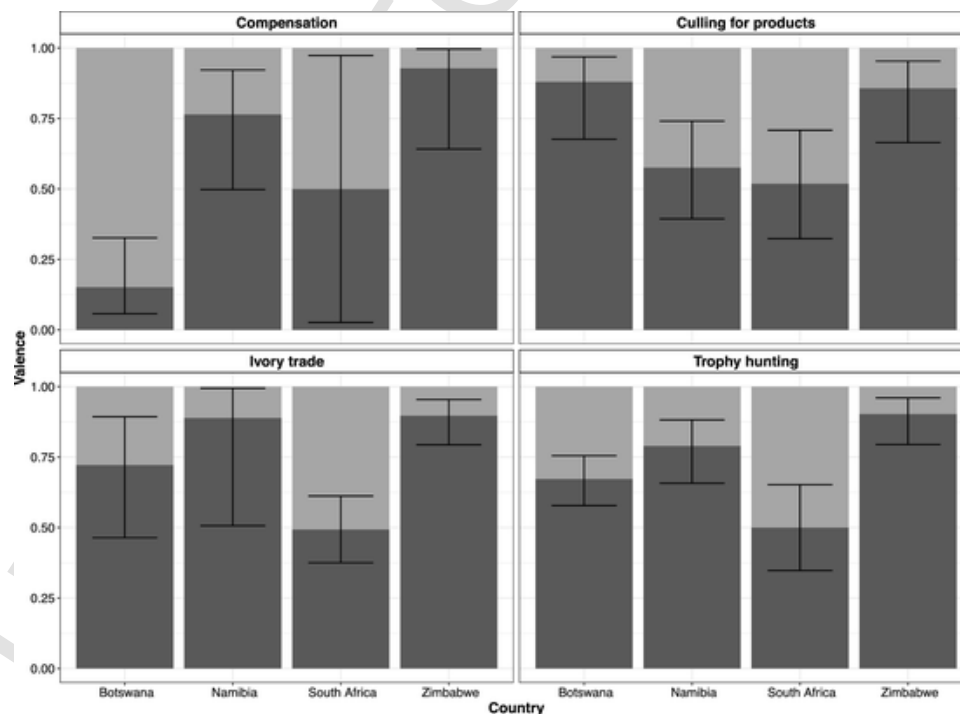 Compensation
Culling for products
1.00
0.75
0.50
0.25
0.00
Valence
Ivory trade
Trophy hunting
1.00
0.75
0.50
0.25
0.00
Botswana Namibia South Africa Zimbabwe
Botswana Namibia South Africa Zimbabwe
Country